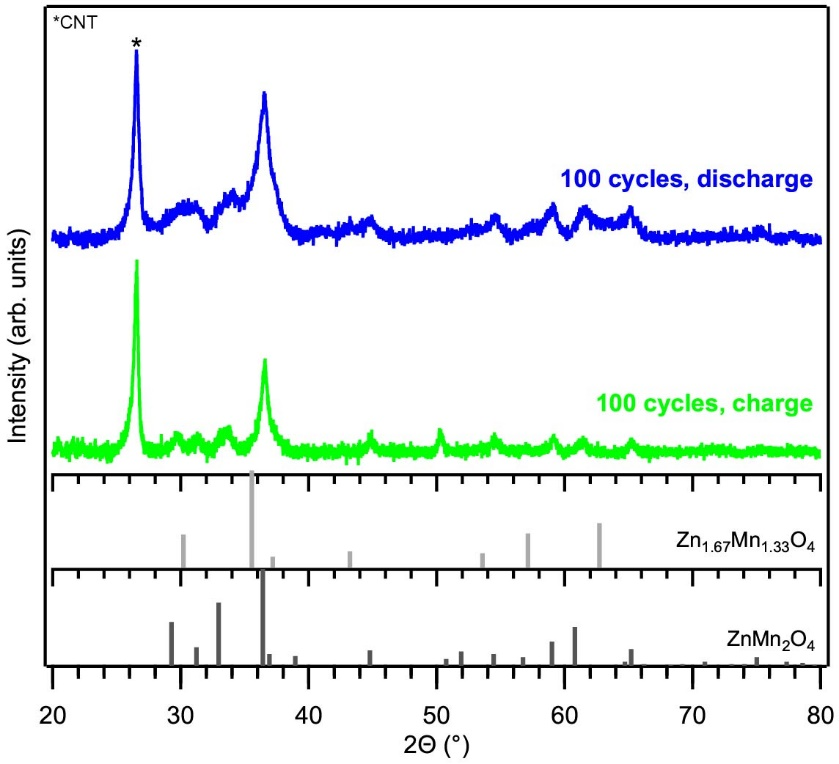 *CNT
*
100 cycles, discharge
Intensity (arb. units)
100 cycles, charge
Zn₁.₆₇Mn₁.₃₃O₄
ZnMn₂O₄
20 30 40 50 60 70 80
2Θ (°)